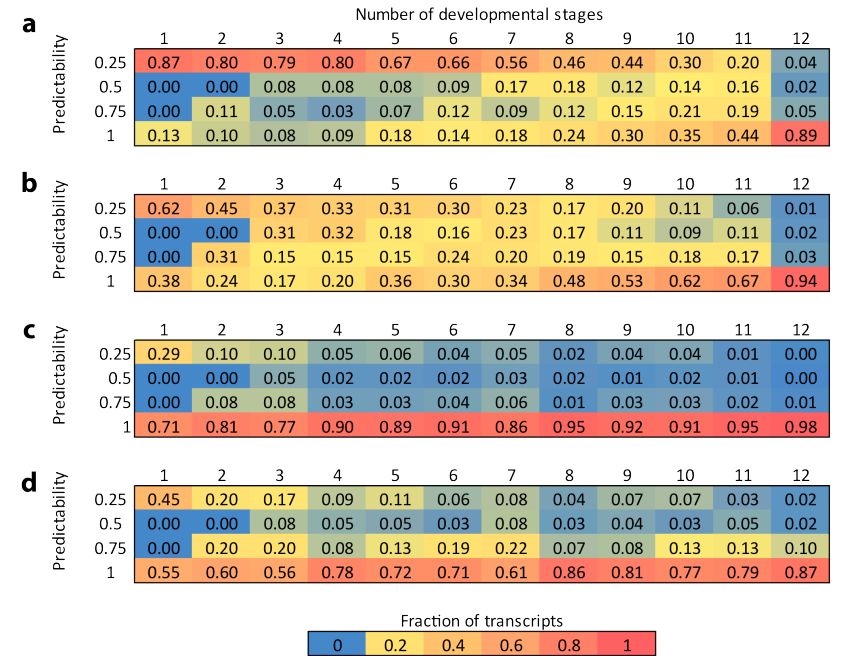 a
Number of developmental stages
1 2 3 4 5 6 7 8 9 10 11 12
Predictability
0.25 0.87 0.80 0.79 0.80 0.67 0.66 0.56 0.46 0.44 0.30 0.20 0.04
0.5 0.00 0.00 0.08 0.08 0.08 0.09 0.17 0.18 0.12 0.14 0.16 0.02
0.75 0.00 0.11 0.05 0.03 0.07 0.12 0.09 0.12 0.15 0.21 0.19 0.05
1 0.13 0.10 0.08 0.09 0.18 0.14 0.18 0.24 0.30 0.35 0.44 0.89
b
1 2 3 4 5 6 7 8 9 10 11 12
Predictability
0.25 0.62 0.45 0.37 0.33 0.31 0.30 0.23 0.17 0.20 0.11 0.06 0.01
0.5 0.00 0.00 0.31 0.32 0.18 0.16 0.23 0.17 0.11 0.09 0.11 0.02
0.75 0.00 0.31 0.15 0.15 0.15 0.24 0.20 0.19 0.15 0.18 0.17 0.03
1 0.38 0.24 0.17 0.20 0.36 0.30 0.34 0.48 0.53 0.62 0.67 0.94
c
1 2 3 4 5 6 7 8 9 10 11 12
Predictability
0.25 0.29 0.10 0.10 0.05 0.06 0.04 0.05 0.02 0.04 0.04 0.01 0.00
0.5 0.00 0.00 0.05 0.02 0.02 0.02 0.03 0.02 0.01 0.02 0.01 0.00
0.75 0.00 0.08 0.08 0.03 0.03 0.04 0.06 0.01 0.03 0.03 0.02 0.01
1 0.71 0.81 0.77 0.90 0.89 0.91 0.86 0.95 0.92 0.91 0.95 0.98
d
1 2 3 4 5 6 7 8 9 10 11 12
Predictability
0.25 0.45 0.20 0.17 0.09 0.11 0.06 0.08 0.04 0.07 0.07 0.03 0.02
0.5 0.00 0.00 0.08 0.05 0.05 0.03 0.08 0.03 0.04 0.03 0.05 0.02
0.75 0.00 0.20 0.20 0.08 0.13 0.19 0.22 0.07 0.08 0.13 0.13 0.10
1 0.55 0.60 0.56 0.78 0.72 0.71 0.61 0.86 0.81 0.77 0.79 0.87
Fraction of transcripts
0 0.2 0.4 0.6 0.8 1